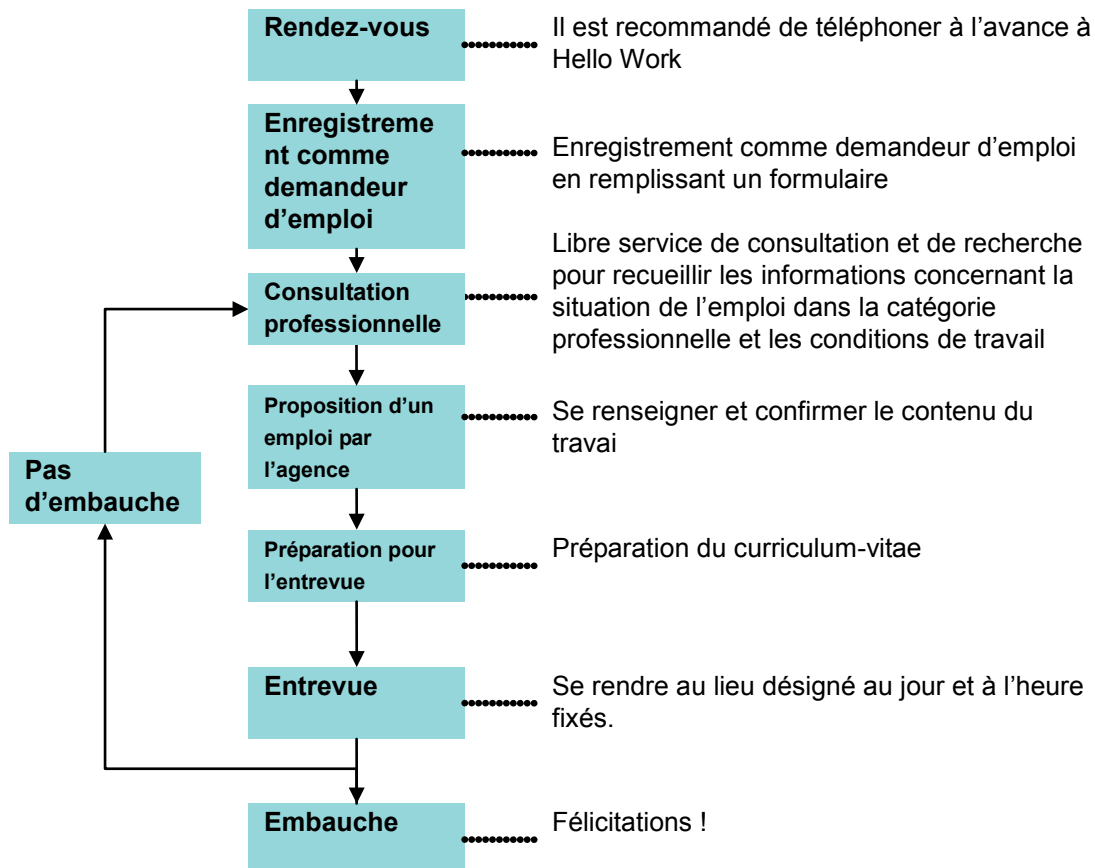 Rendez-vous
Il est recommandé de téléphoner à l’avance à
Hello Work
Enregistreme
nt comme
demandeur
d’emploi
Enregistrement comme demandeur d’emploi
en remplissant un formulaire
Consultation
professionnelle
Libre service de consultation et de recherche
pour recueillir les informations concernant la
situation de l’emploi dans la catégorie
professionnelle et les conditions de travail
Proposition d’un
emploi par
l’agence
Se renseigner et confirmer le contenu du
travai
Pas
d’embauche
Préparation pour
l’entrevue
Préparation du curriculum-vitae
Entrevue
Se rendre au lieu désigné au jour et à l’heure
fixés.
Embauche
Félicitations !